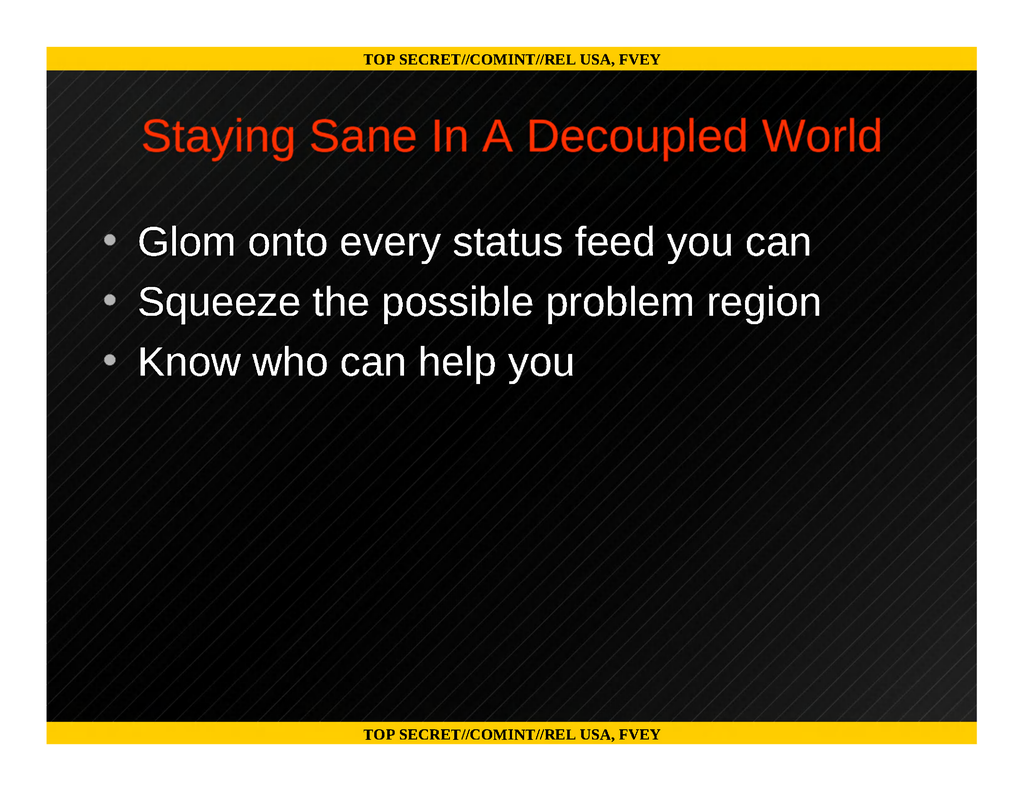 TOP SECRET//COMINT//REL USA, FVEY
Staying Sane In A Decoupled World
• Glom onto every status feed you can
• Squeeze the possible problem region
• Know who can help you
TOP SECRET//COMINT//REL USA, FVEY